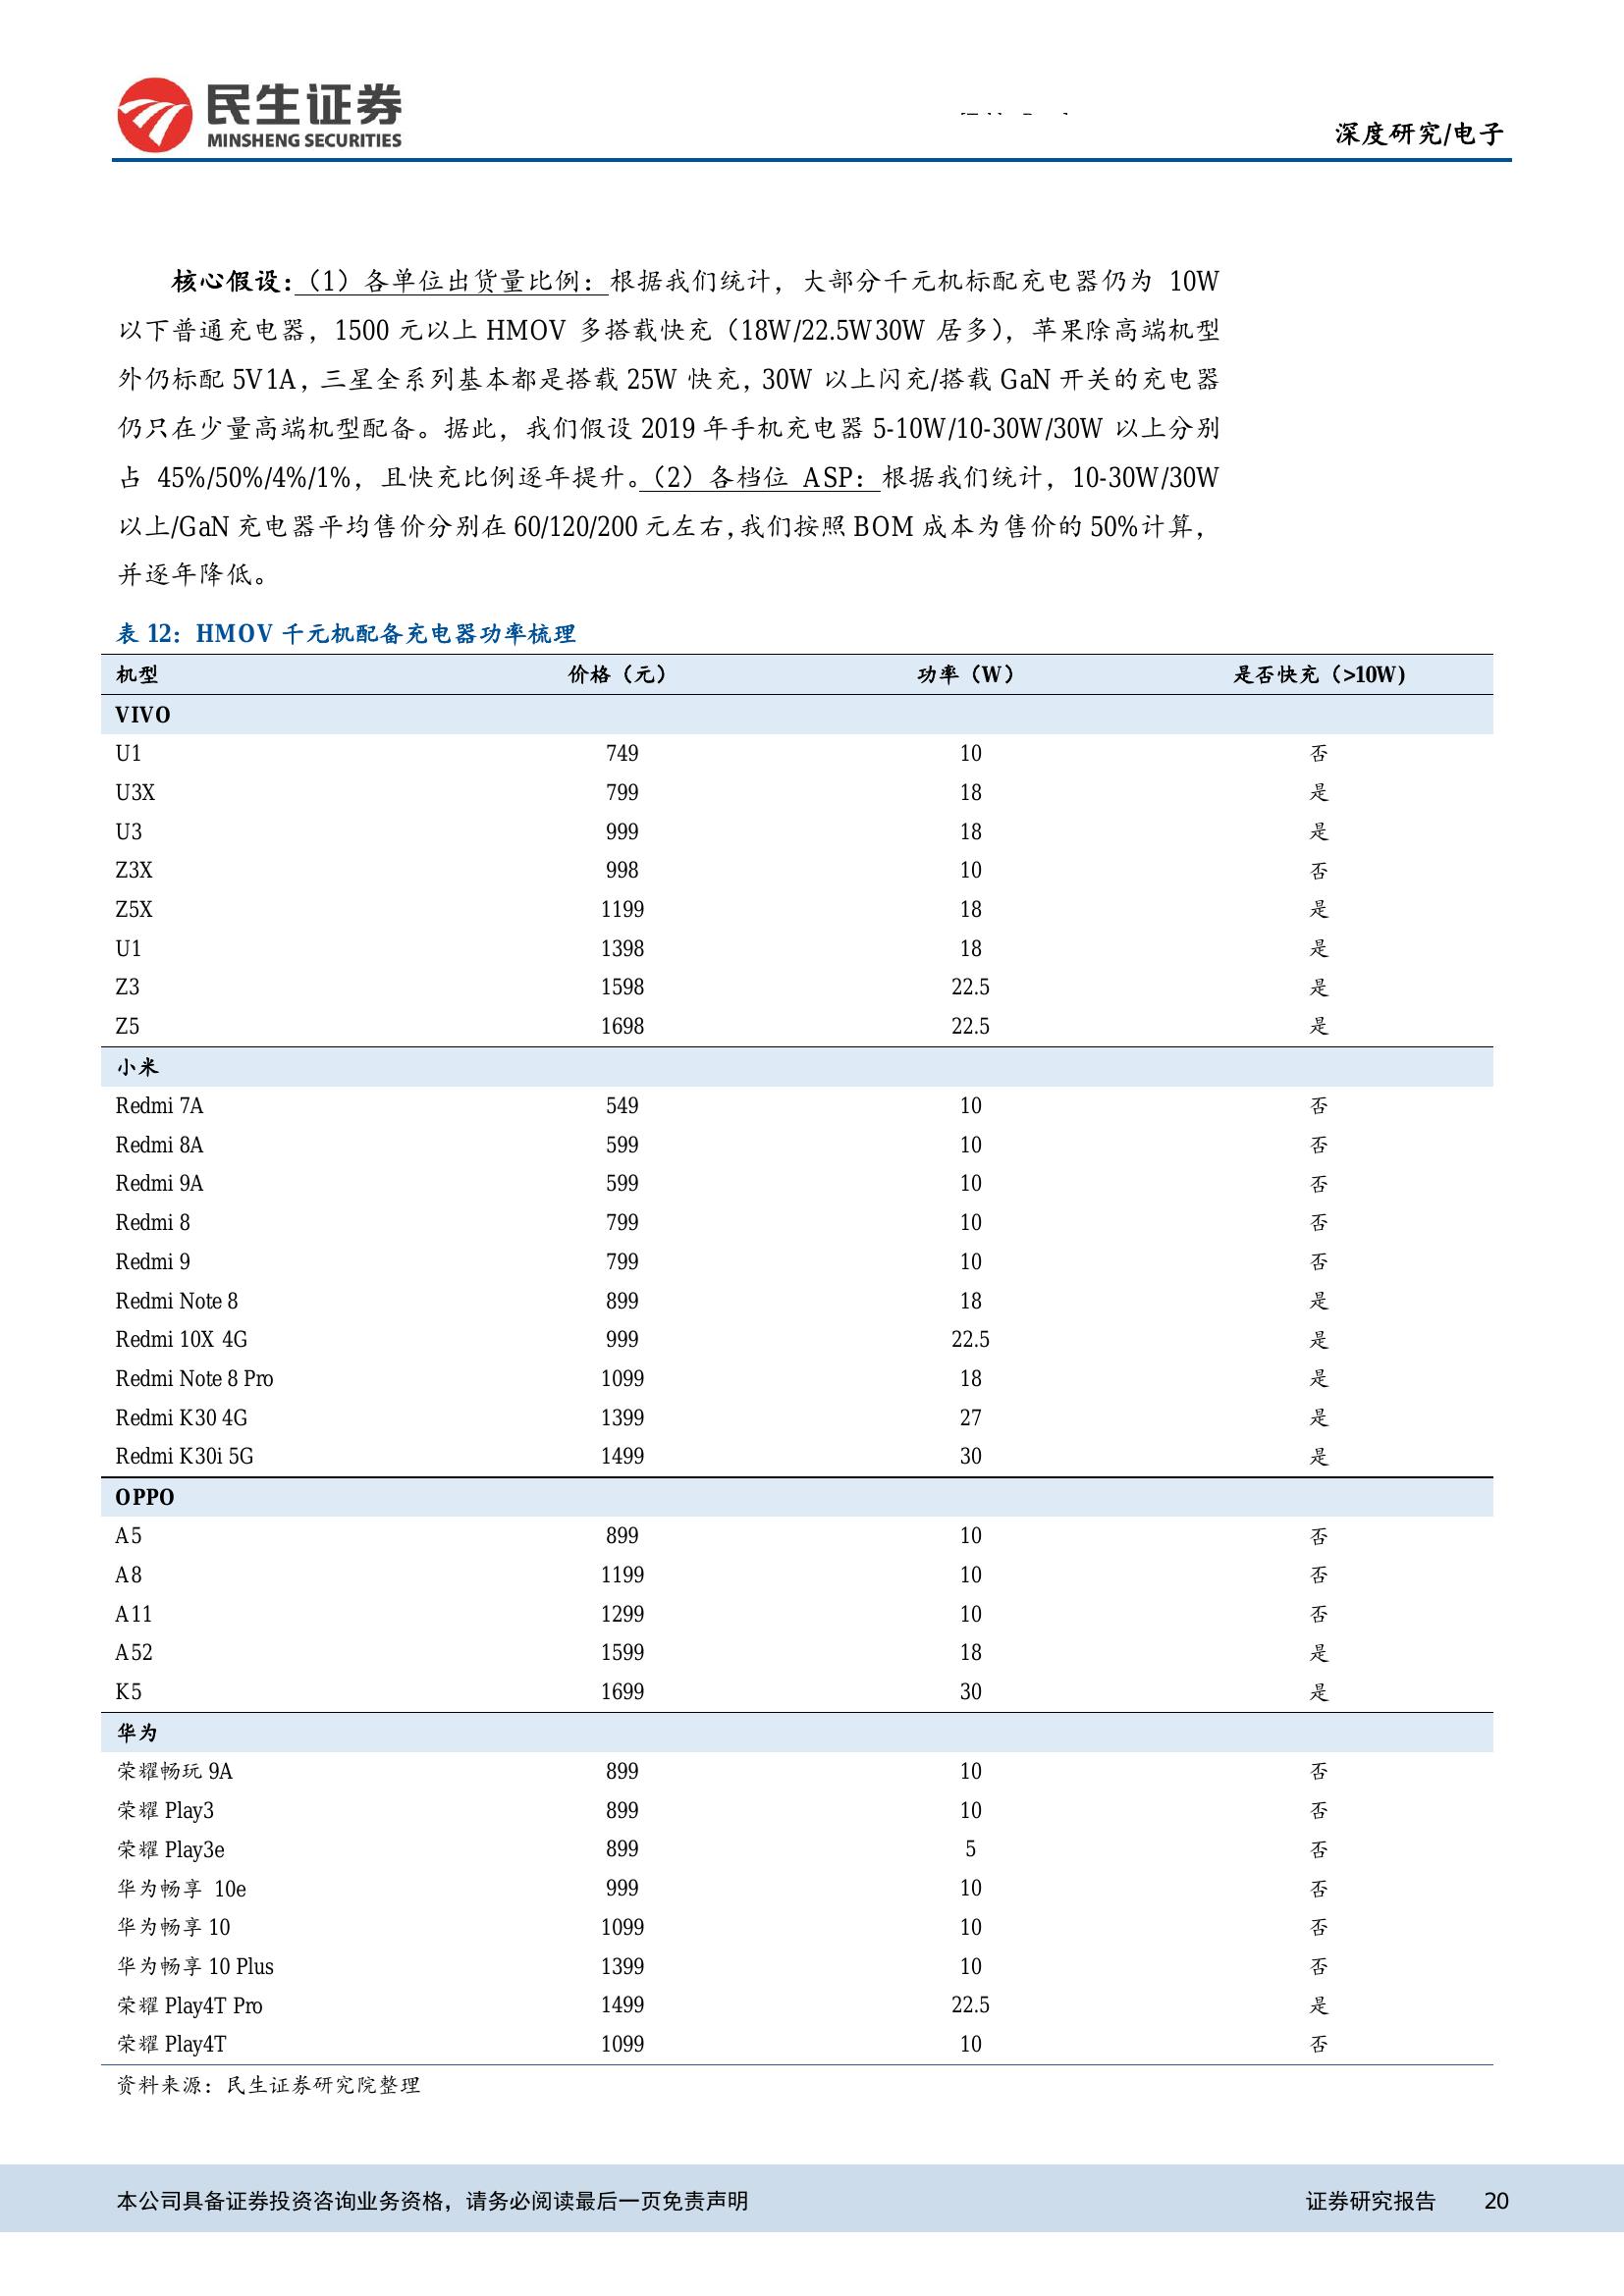 民生证券
MINSHENG SECURITIES
深度研究/电子
核心假设：（1）各单位出货量比例：根据我们统计，大部分千元机标配充电器仍为 10W
以下普通充电器，1500 元以上 HMOV 多搭载快充（18W/22.5W30W 居多），苹果除高端机型
外仍标配 5V1A，三星全系列基本都是搭载 25W 快充，30W 以上闪充/搭载 GaN 开关的充电器
仍只在少量高端机型配备。据此，我们假设 2019 年手机充电器 5-10W/10-30W/30W 以上分别
占 45%/50%/4%/1%，且快充比例逐年提升。（2）各档位 ASP：根据我们统计，10-30W/30W
以上/GaN 充电器平均售价分别在 60/120/200 元左右，我们按照 BOM 成本为售价的 50%计算，
并逐年降低。
表 12：HMOV 千元机配备充电器功率梳理
机型 价格（元） 功率（W） 是否快充（>10W）
VIVO
U1 749 10 否
U3X 799 18 是
U3 999 18 是
Z3X 998 10 否
Z5X 1199 18 是
U1 1398 18 是
Z3 1598 22.5 是
Z5 1698 22.5 是
小米
Redmi 7A 549 10 否
Redmi 8A 599 10 否
Redmi 9A 599 10 否
Redmi 8 799 10 否
Redmi 9 799 10 否
Redmi Note 8 899 18 是
Redmi 10X 4G 999 22.5 是
Redmi Note 8 Pro 1099 18 是
Redmi K30 4G 1399 27 是
Redmi K30i 5G 1499 30 是
OPPO
A5 899 10 否
A8 1199 10 否
A11 1299 10 否
A52 1599 18 是
K5 1699 30 是
华为
荣耀畅玩 9A 899 10 否
荣耀 Play3 899 10 否
荣耀 Play3e 899 5 否
华为畅享 10e 999 10 否
华为畅享 10 1099 10 否
华为畅享 10 Plus 1399 10 否
荣耀 Play4T Pro 1499 22.5 是
荣耀 Play4T 1099 10 否
资料来源：民生证券研究院整理
本公司具备证券投资咨询业务资格，请务必阅读最后一页免责声明 证券研究报告 20